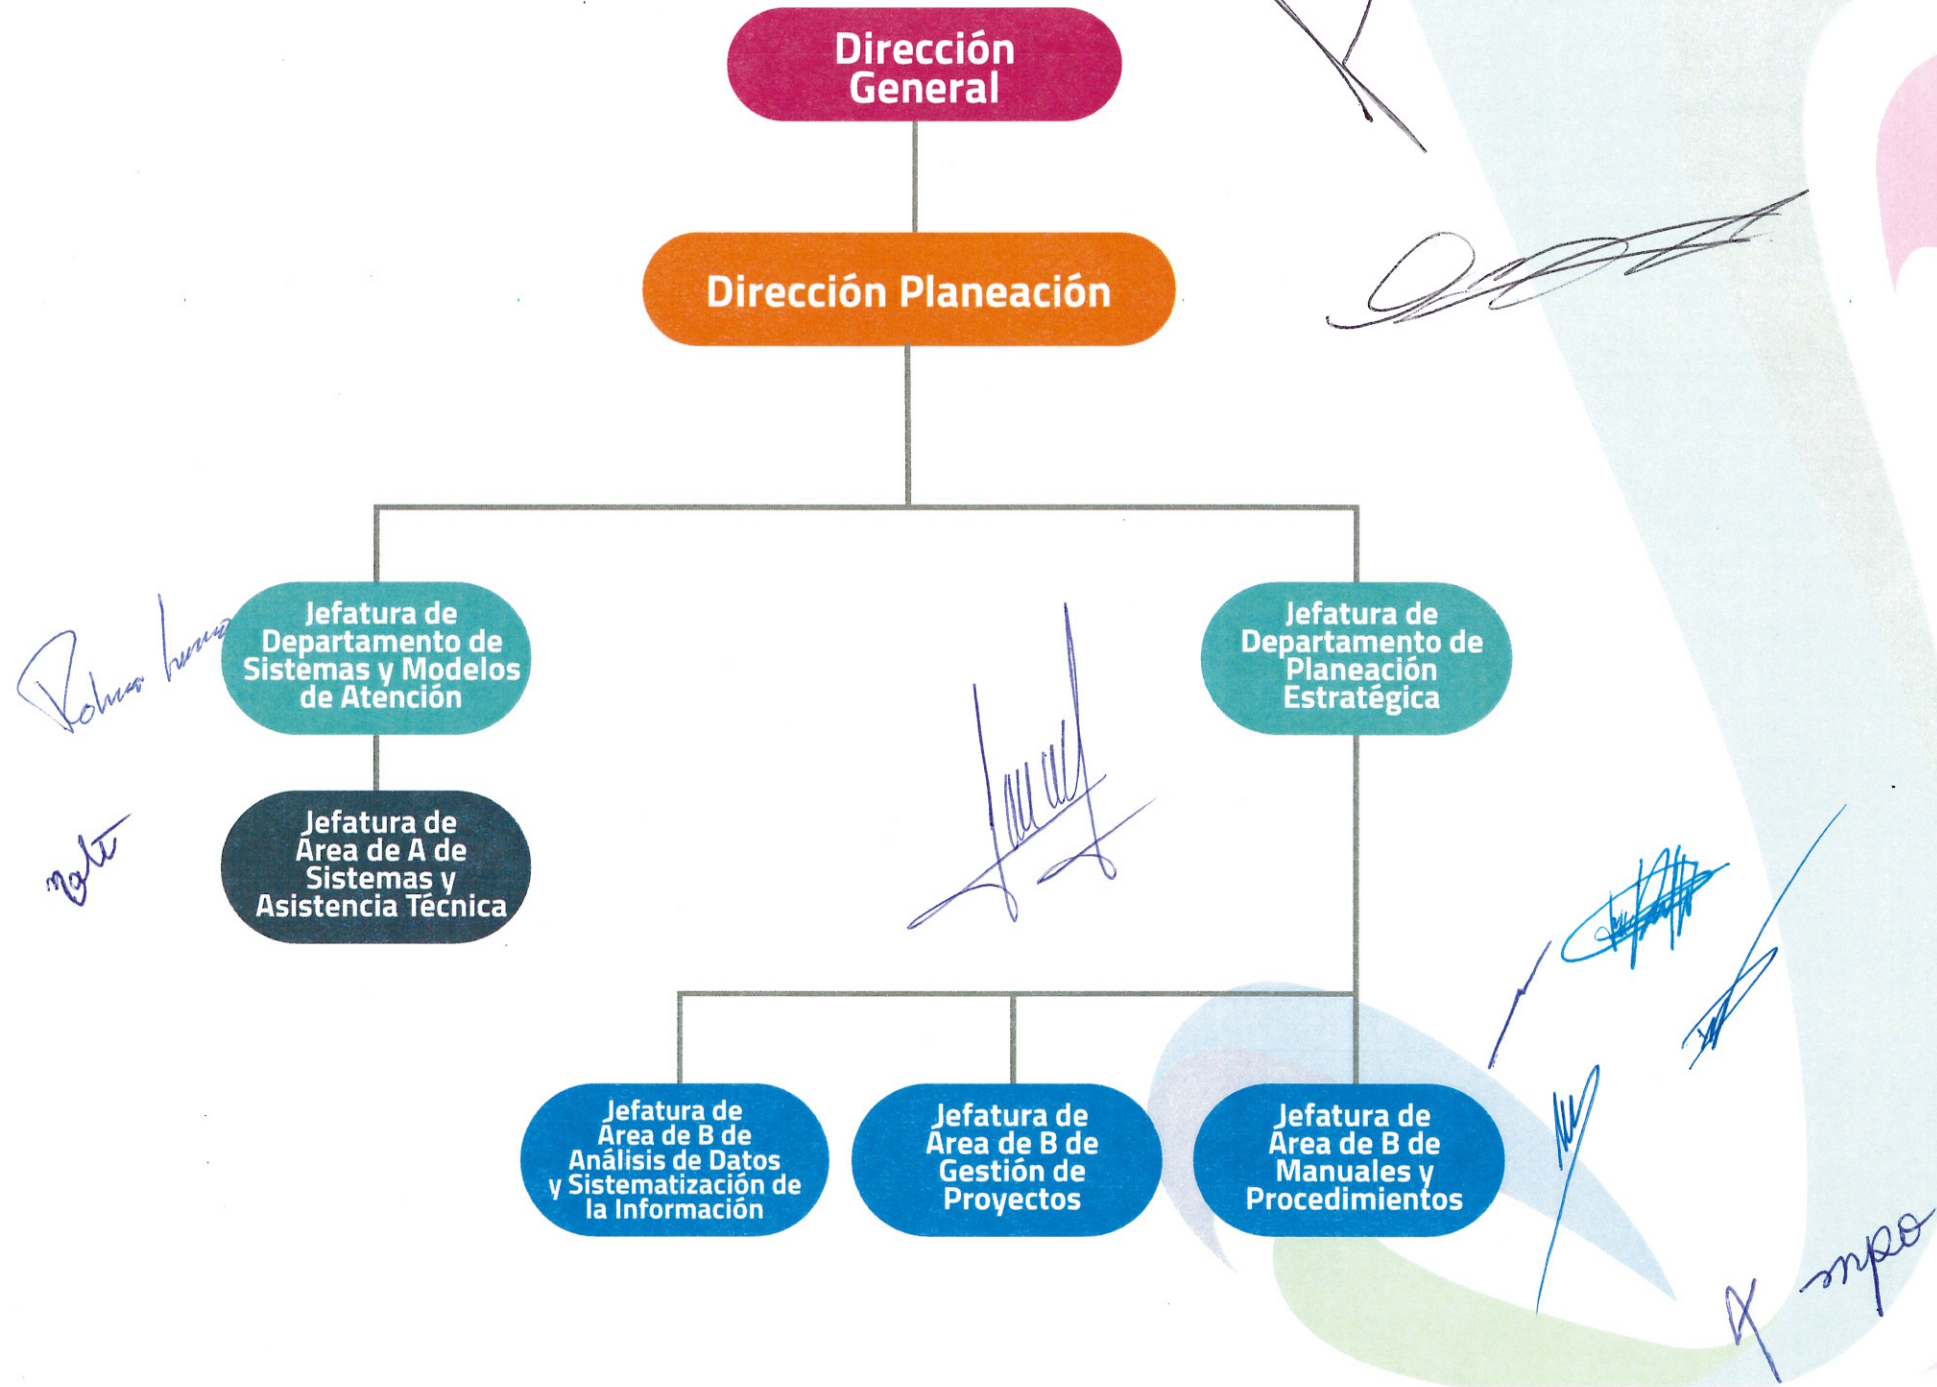 Dirección
General
Dirección Planeación
Jefatura de
Departamento de
Sistemas y Modelos
de Atención
Jefatura de
Departamento de
Planeación
Estratégica
Jefatura de
Área de A de
Sistemas y
Asistencia Técnica
Jefatura de
Área de B de
Análisis de Datos
y Sistematización de
la Información
Jefatura de
Área de B de
Gestión de
Proyectos
Jefatura de
Área de B de
Manuales y
Procedimientos